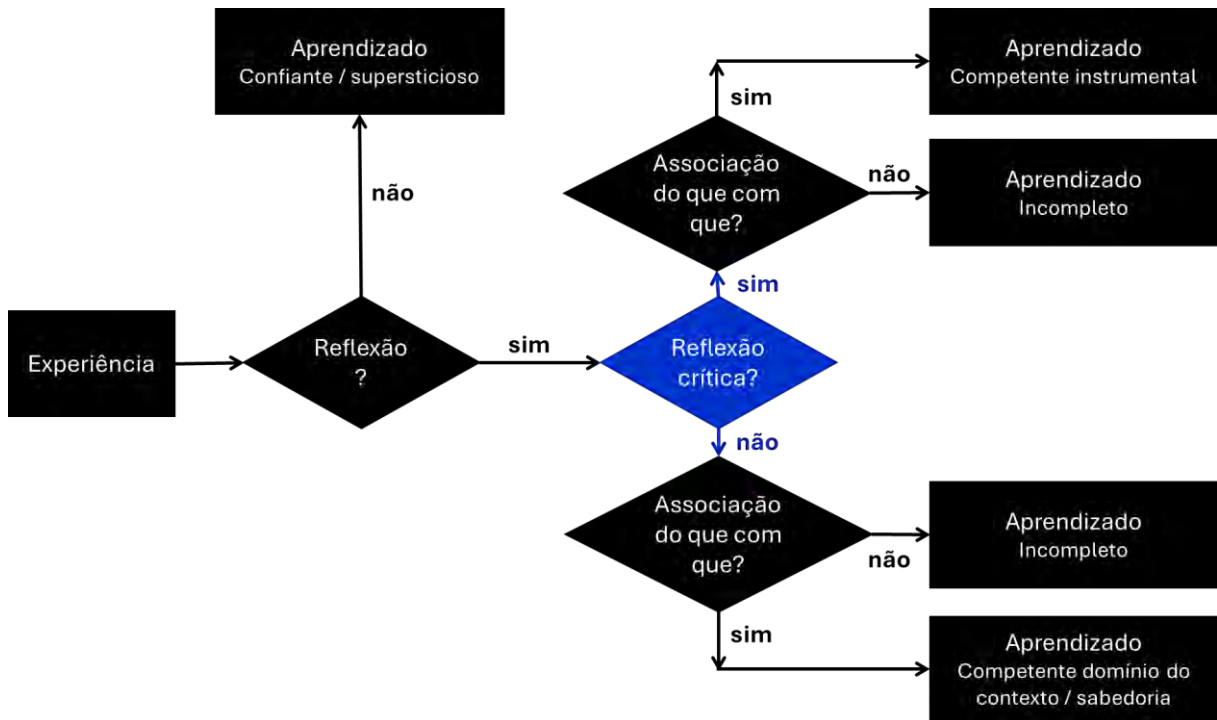 Aprendizado
Confiante / supersticioso
não
Experiência
Reflexão
?
sim
Reflexão
crítica?
sim
Associação
do que com
que?
sim
Aprendizado
Competente instrumental
não
Aprendizado
Incompleto
não
Associação
do que com
que?
não
Aprendizado
Incompleto
sim
Aprendizado
Competente domínio do
contexto / sabedoria